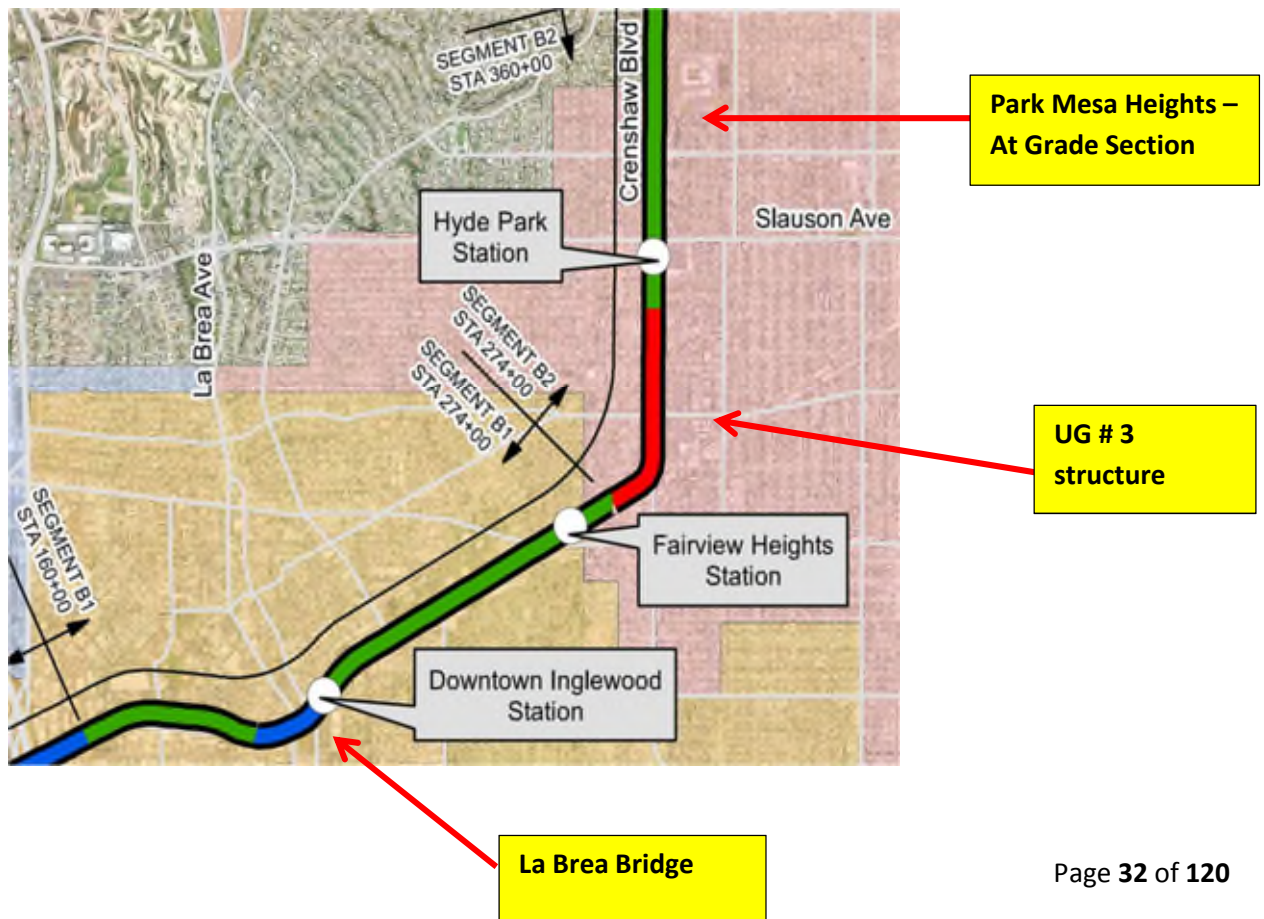 SEGMENT B2
STA 360+00
Crenshaw Blvd
Park Mesa Heights –
At Grade Section
Hyde Park
Station
Slauson Ave
La Brea Ave
SEGMENT B2
STA 274+00
SEGMENT B1
STA 274+00
UG # 3
structure
SEGMENT B1
STA 160+00
Fairview Heights
Station
Downtown Inglewood
Station
La Brea Bridge
Page 32 of 120